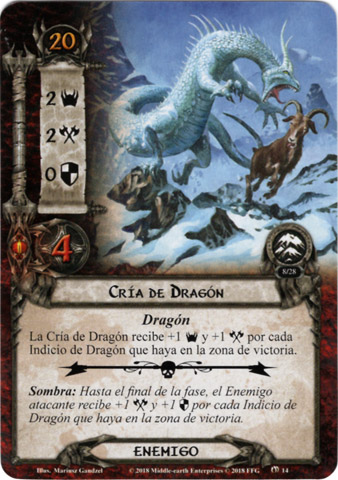 20
2
2
0
4
8/28
CRÍA DE DRAGÓN
Dragón
La Cría de Dragón recibe +1 y +1 por cada
Indicio de Dragón que haya en la zona de victoria.
Sombra: Hasta el final de la fase, el Enemigo
atacante recibe +1 y +1 por cada Indicio de
Dragón que haya en la zona de victoria.
ENEMIGO
Illus. Mariusz Gandzel © 2018 Middle-earth Enterprises © 2018 FFG 14